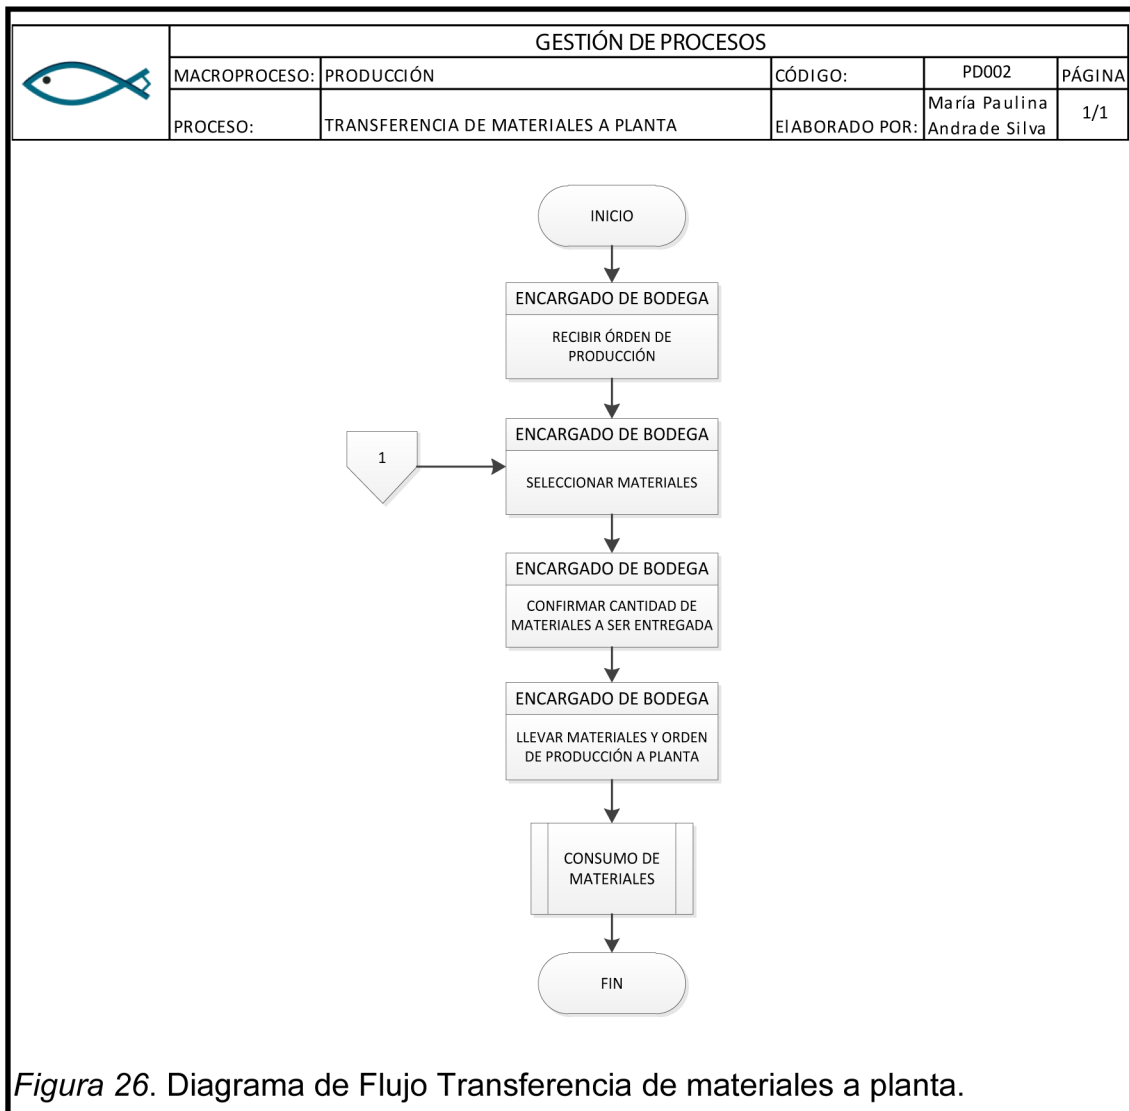 GESTIÓN DE PROCESOS
MACROPROCESO: PRODUCCIÓN CÓDIGO: PD002 PÁGINA
PROCESO: TRANSFERENCIA DE MATERIALES A PLANTA ElABORADO POR: María Paulina
Andrade Silva
1/1
INICIO
ENCARGADO DE BODEGA
RECIBIR ÓRDEN DE
PRODUCCIÓN
1
ENCARGADO DE BODEGA
SELECCIONAR MATERIALES
ENCARGADO DE BODEGA
CONFIRMAR CANTIDAD DE
MATERIALES A SER ENTREGADA
ENCARGADO DE BODEGA
LLEVAR MATERIALES Y ORDEN
DE PRODUCCIÓN A PLANTA
CONSUMO DE
MATERIALES
FIN
Figura 26. Diagrama de Flujo Transferencia de materiales a planta.